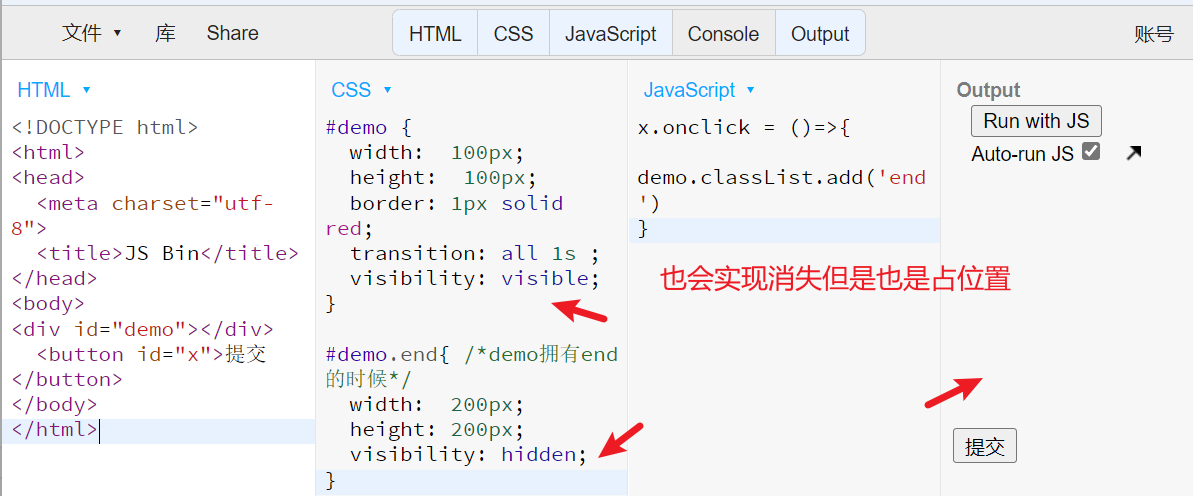 文件 ▼ 库 Share HTML CSS JavaScript Console Output 账号
HTML ▼
<!DOCTYPE html>
<html>
<head>
  <meta charset="utf-
8">
  <title>JS Bin</title>
</head>
<body>
<div id="demo"></div>
  <button id="x">提交
</button>
</body>
</html>
CSS ▼
#demo {
  width:  100px;
  height:  100px;
  border: 1px solid
red;
  transition: all 1s ;
  visibility: visible;
}
#demo.end{ /*demo拥有end
的时候*/
  width:  200px;
  height: 200px;
  visibility: hidden;
}
JavaScript ▼
x.onclick = ()=>{
demo.classList.add('end
')
}
也会实现消失但是也是占位置
Output
Run with JS
Auto-run JS
提交